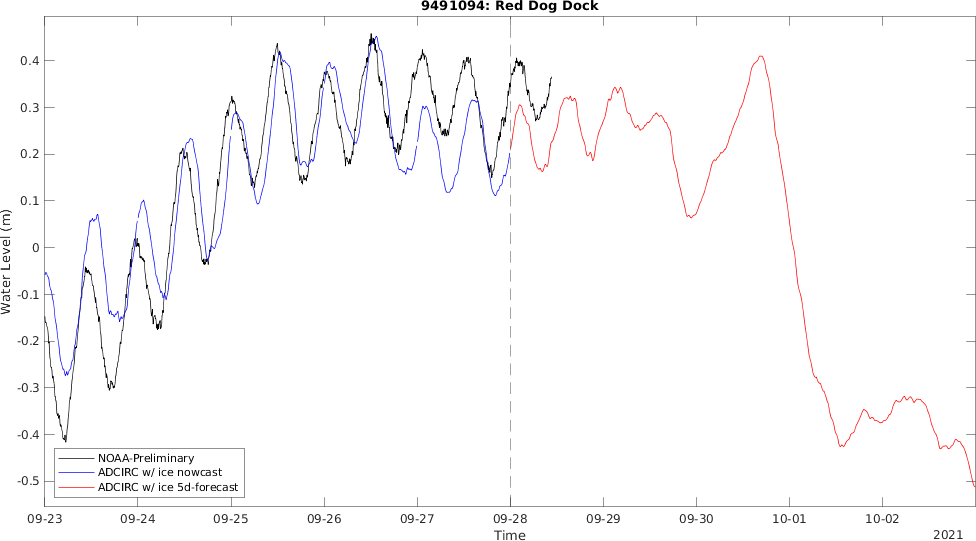 9491094: Red Dog Dock
Water Level (m)
0.4
0.3
0.2
0.1
0
-0.1
-0.2
-0.3
-0.4
-0.5
NOAA-Preliminary
ADCIRC w/ ice nowcast
ADCIRC w/ ice 5d-forecast
09-23 09-24 09-25 09-26 09-27 09-28 09-29 09-30 10-01 10-02
Time
2021